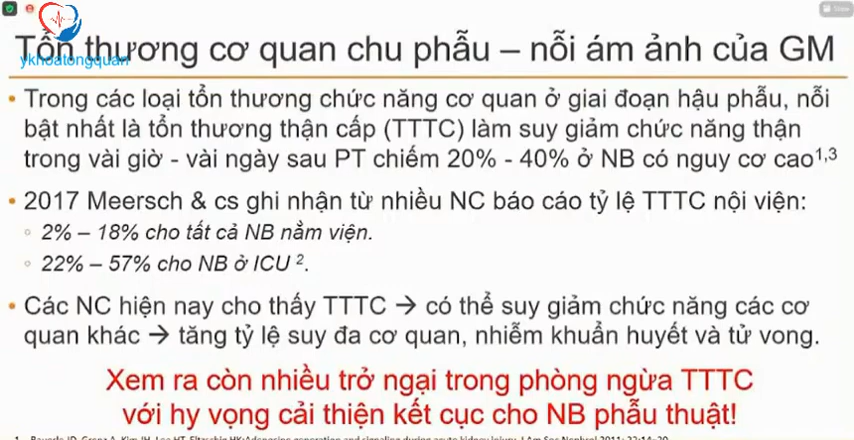 Tổn thương cơ quan chu phẫu – nỗi ám ảnh của GM
ykhoatongquan
• Trong các loại tổn thương chức năng cơ quan ở giai đoạn hậu phẫu, nỗi
bật nhất là tổn thương thận cấp (TTTC) làm suy giảm chức năng thận
trong vài giờ - vài ngày sau PT chiếm 20% - 40% ở NB có nguy cơ cao1,3
• 2017 Meersch & cs ghi nhận từ nhiều NC báo cáo tỷ lệ TTTC nội viện:
◦ 2% – 18% cho tất cả NB nằm viện.
◦ 22% – 57% cho NB ở ICU 2.
• Các NC hiện nay cho thấy TTTC → có thể suy giảm chức năng các cơ
quan khác → tăng tỷ lệ suy đa cơ quan, nhiễm khuẩn huyết và tử vong.
Xem ra còn nhiều trở ngại trong phòng ngừa TTTC
với hy vọng cải thiện kết cục cho NB phẫu thuật!